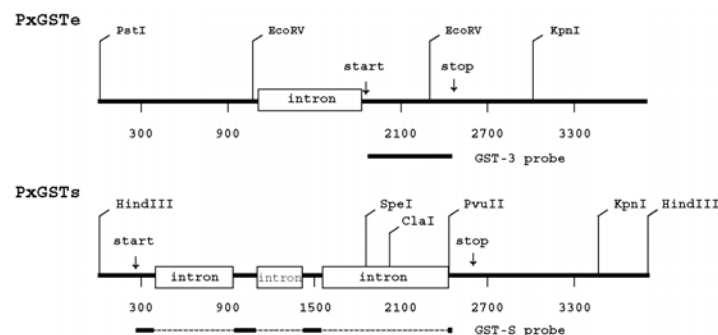 PxGSTe
PstI EcoRV EcoRV KpnI
start stop
intron
300 900 2100 2700 3300
GST-3 probe
PxGSTs
HindIII SpeI PvuII KpnI HindIII
ClaI
start stop
intron intron intron
300 900 1500 2100 2700 3300
GST-S probe